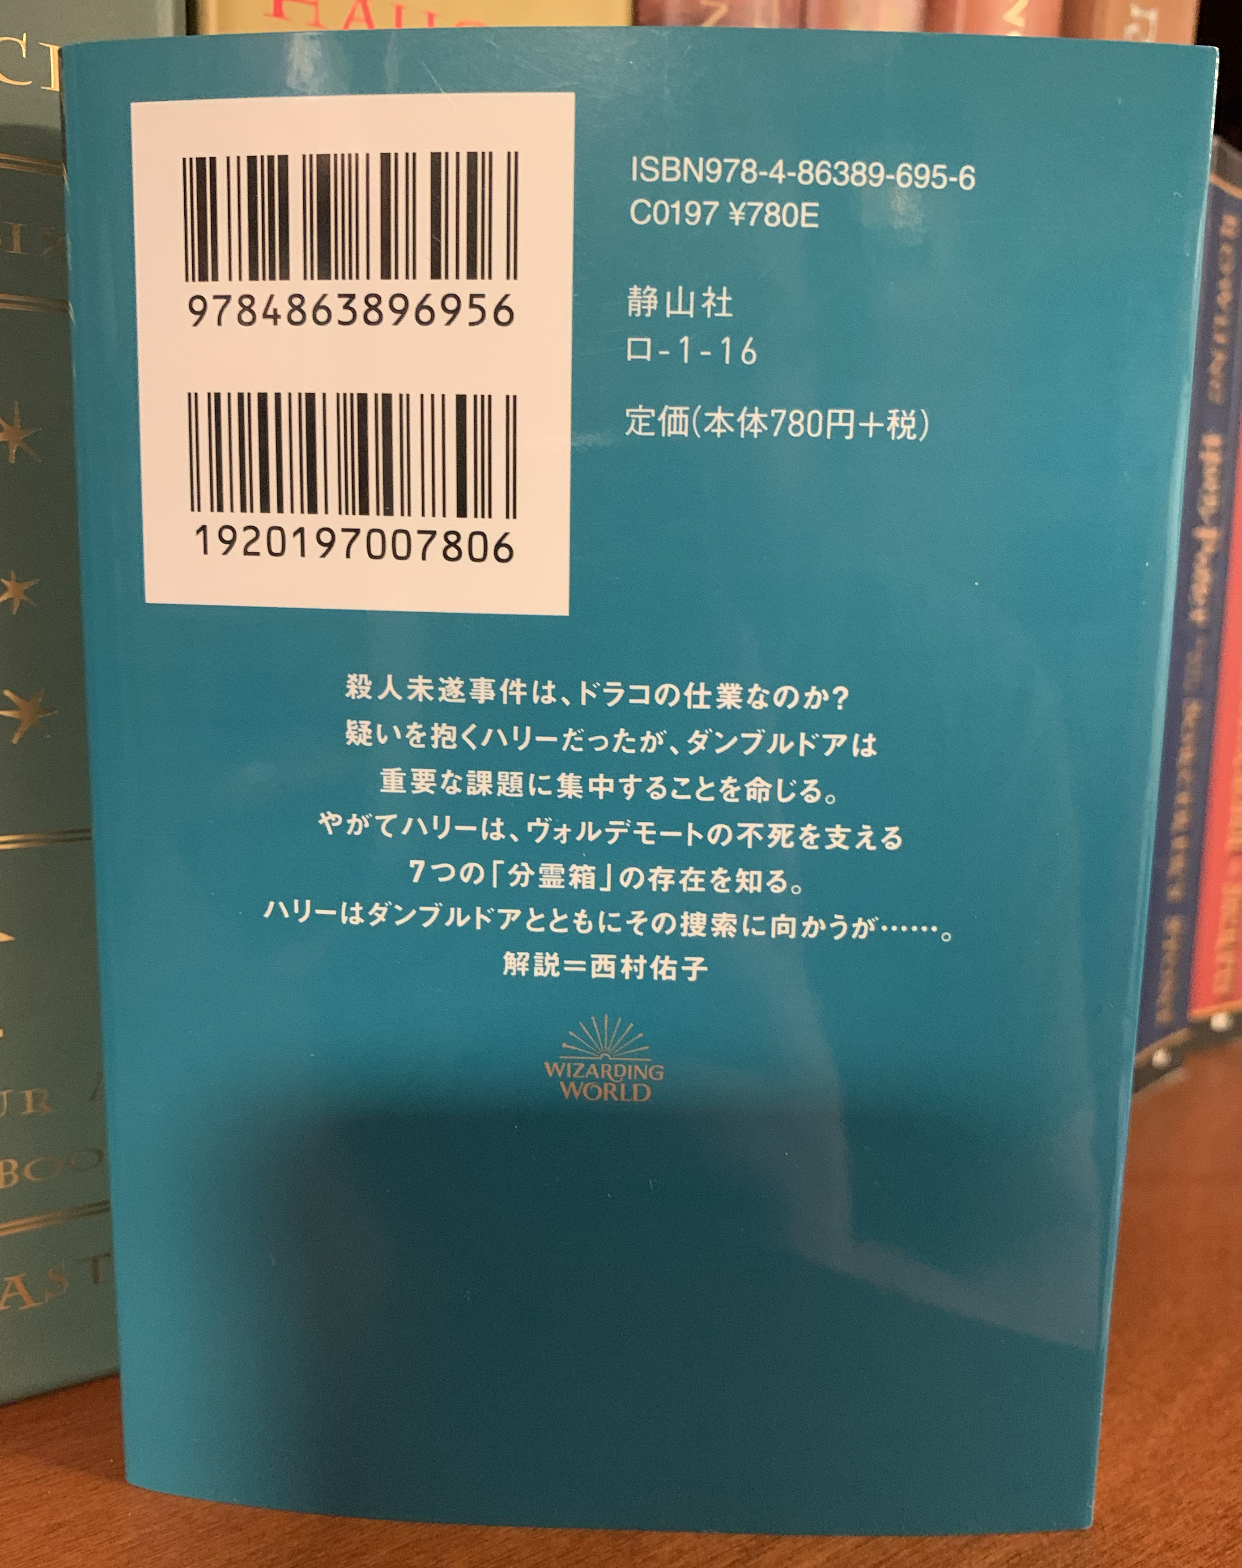 9784863896956
1920197007806
ISBN978-4-86389-695-6
C0197 ¥780E
静山社
ロ-1-16
定価(本体780円+税)
殺人未遂事件は、ドラコの仕業なのか?
疑いを抱くハリーだったが、ダンブルドアは
重要な課題に集中することを命じる。
やがてハリーは、ヴォルデモートの不死を支える
7つの「分霊箱」の存在を知る。
ハリーはダンブルドアとともにその捜索に向かうが……。
解説=西村佑子
WIZARDING
WORLD